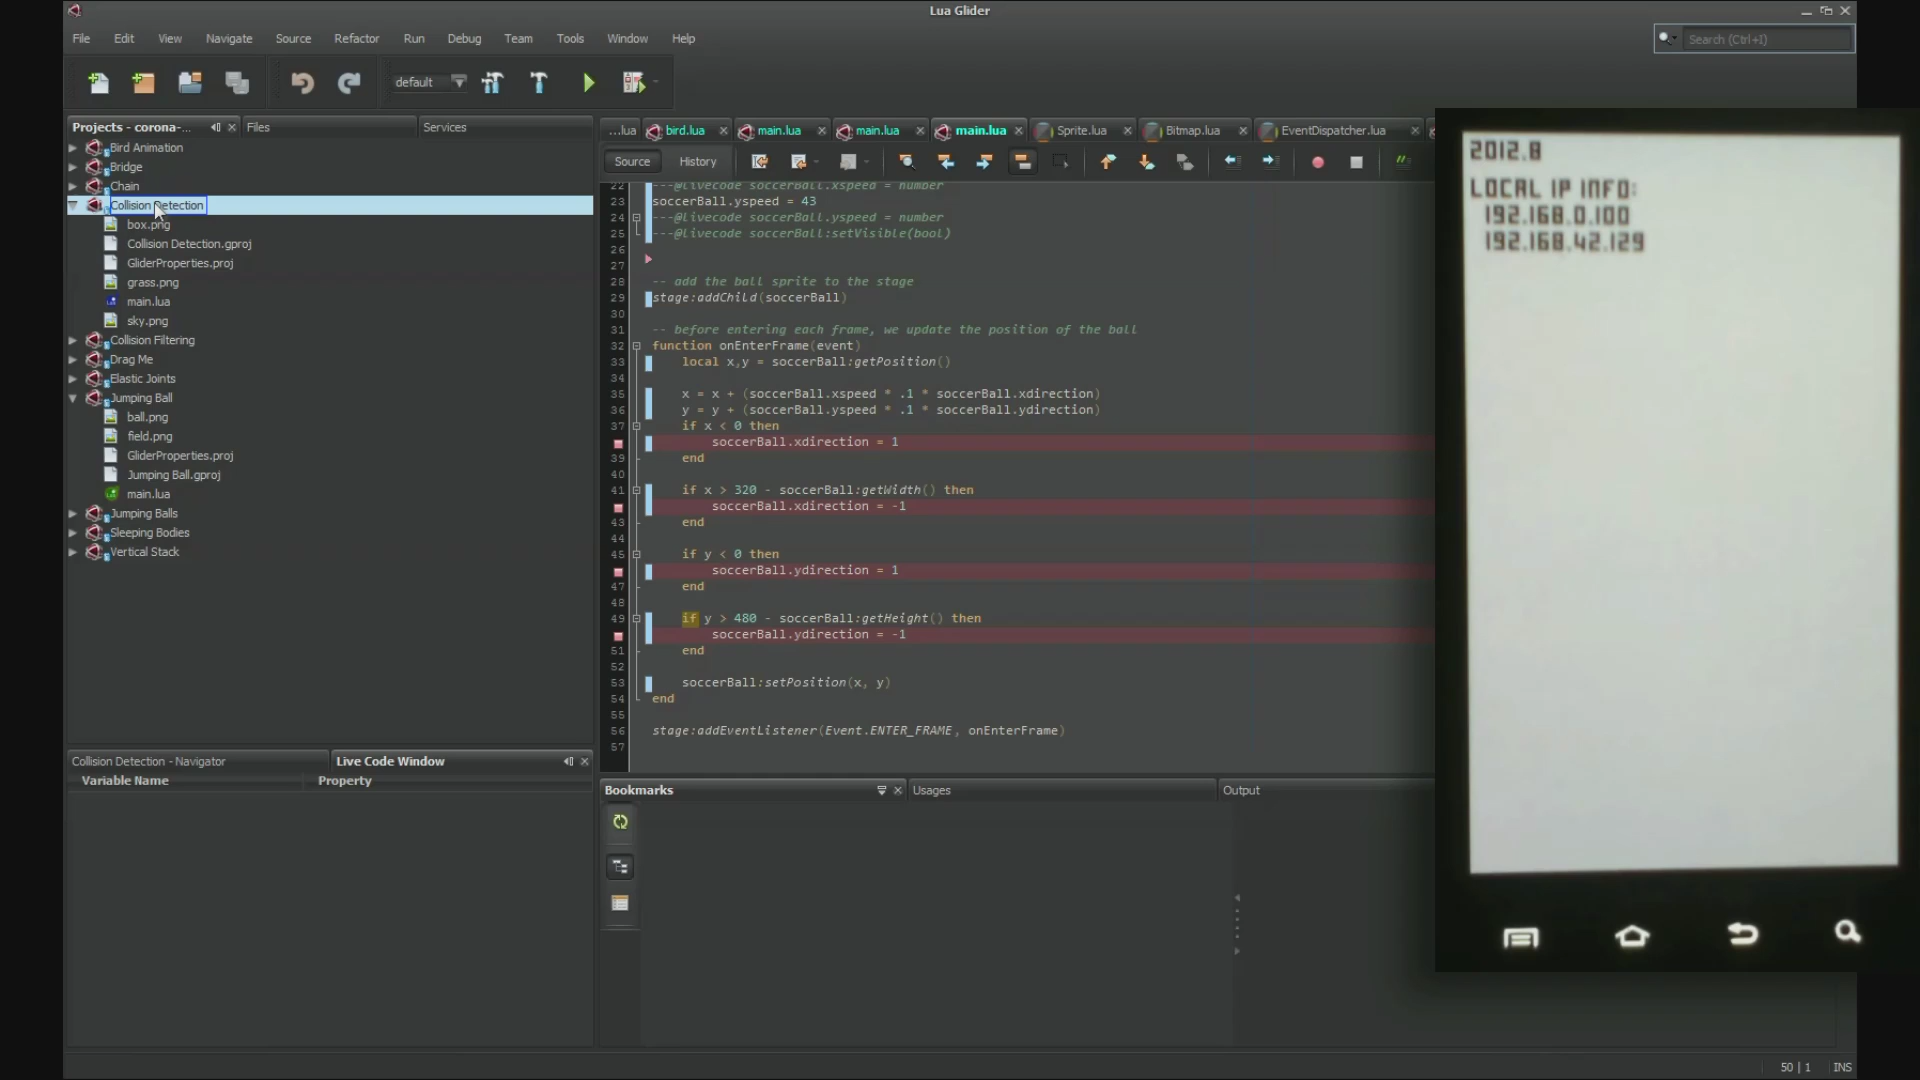 Lua Glider
File Edit View Navigate Source Refactor Run Debug Team Tools Window Help
Search (Ctrl+I)
default
Projects - corona-...
Files
Services
Bird Animation
Bridge
Chain
Collision Detection
box.png
Collision Detection.gproj
GliderProperties.proj
grass.png
main.lua
sky.png
Collision Filtering
Drag Me
Elastic Joints
Jumping Ball
ball.png
field.png
GliderProperties.proj
Jumping Ball.gproj
main.lua
Jumping Balls
Sleeping Bodies
Vertical Stack
Collision Detection - Navigator
Live Code Window
Variable Name
Property
...lua bird.lua main.lua main.lua main.lua Sprite.lua Bitmap.lua EventDispatcher.lua
Source History
22 ---@livecode soccerBall.xspeed = number
23 soccerBall.yspeed = 43
24 ---@livecode soccerBall.yspeed = number
25 ---@livecode soccerBall:setVisible(bool)
26
27
28 -- add the ball sprite to the stage
29 stage:addChild(soccerBall)
30
31 -- before entering each frame, we update the position of the ball
32 function onEnterFrame(event)
33 local x,y = soccerBall:getPosition()
34
35 x = x + (soccerBall.xspeed * .1 * soccerBall.xdirection)
36 y = y + (soccerBall.yspeed * .1 * soccerBall.ydirection)
37 if x < 0 then
soccerBall.xdirection = 1
39 end
40
41 if x > 320 - soccerBall:getWidth() then
soccerBall.xdirection = -1
43 end
44
45 if y < 0 then
soccerBall.ydirection = 1
47 end
48
49 if y > 480 - soccerBall:getHeight() then
soccerBall.ydirection = -1
51 end
52
53 soccerBall:setPosition(x, y)
54 end
55
56 stage:addEventListener(Event.ENTER_FRAME, onEnterFrame)
57
Bookmarks
Usages
Output
50 | 1 INS
2012.8
LOCAL IP INFO:
192.168.0.100
192.168.42.129